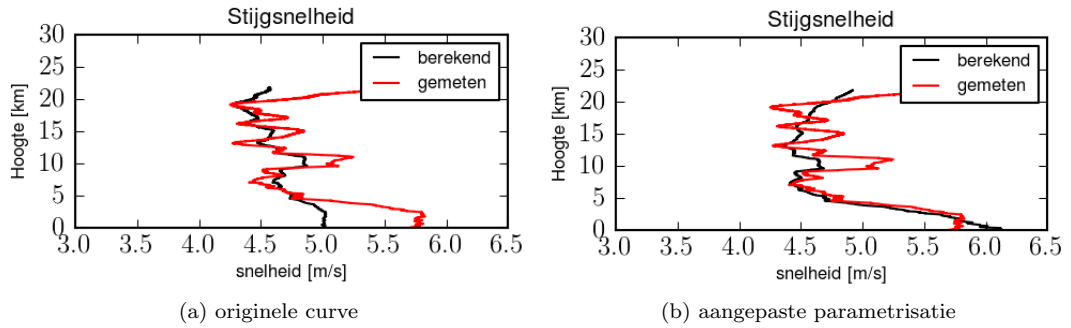 Stijgsnelheid
30
25
20
15
10
5
0
Hoogte [km]
berekend
gemeten
3.0 3.5 4.0 4.5 5.0 5.5 6.0 6.5
snelheid [m/s]
(a) originele curve
Stijgsnelheid
30
25
20
15
10
5
0
Hoogte [km]
berekend
gemeten
3.0 3.5 4.0 4.5 5.0 5.5 6.0 6.5
snelheid [m/s]
(b) aangepaste parametrisatie